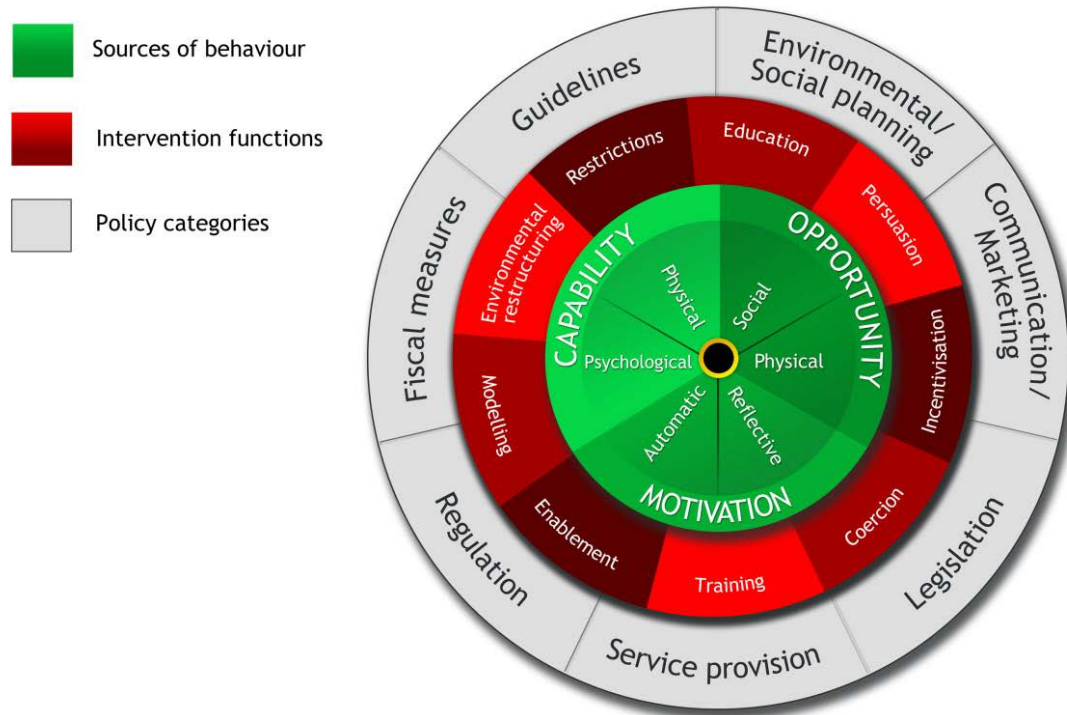 Sources of behaviour
Intervention functions
Policy categories
Guidelines
Environmental/
Social planning
Communication/
Marketing
Legislation
Service provision
Regulation
Fiscal measures
Restrictions
Education
Persuasion
Incentivisation
Coercion
Training
Enablement
Modelling
Environmental
restructuring
CAPABILITY
OPPORTUNITY
MOTIVATION
Physical
Social
Physical
Reflective
Automatic
Psychological